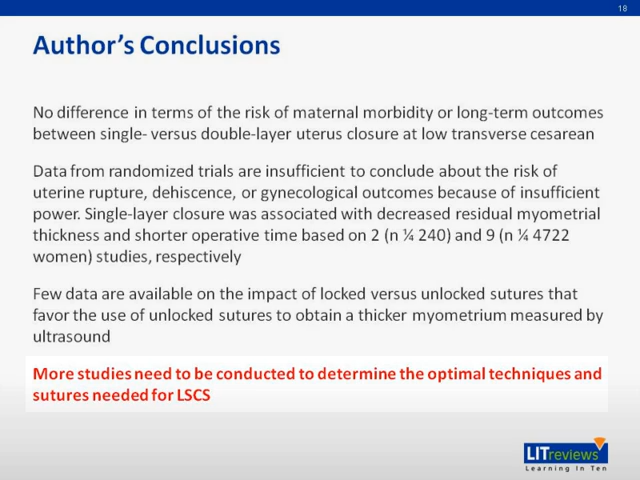 18
Author's Conclusions
No difference in terms of the risk of maternal morbidity or long-term outcomes
between single- versus double-layer uterus closure at low transverse cesarean
Data from randomized trials are insufficient to conclude about the risk of
uterine rupture, dehiscence, or gynecological outcomes because of insufficient
power. Single-layer closure was associated with decreased residual myometrial
thickness and shorter operative time based on 2 (n ¼ 240) and 9 (n ¼ 4722
women) studies, respectively
Few data are available on the impact of locked versus unlocked sutures that
favor the use of unlocked sutures to obtain a thicker myometrium measured by
ultrasound
More studies need to be conducted to determine the optimal techniques and
sutures needed for LSCS
LITreviews
Learning In Ten